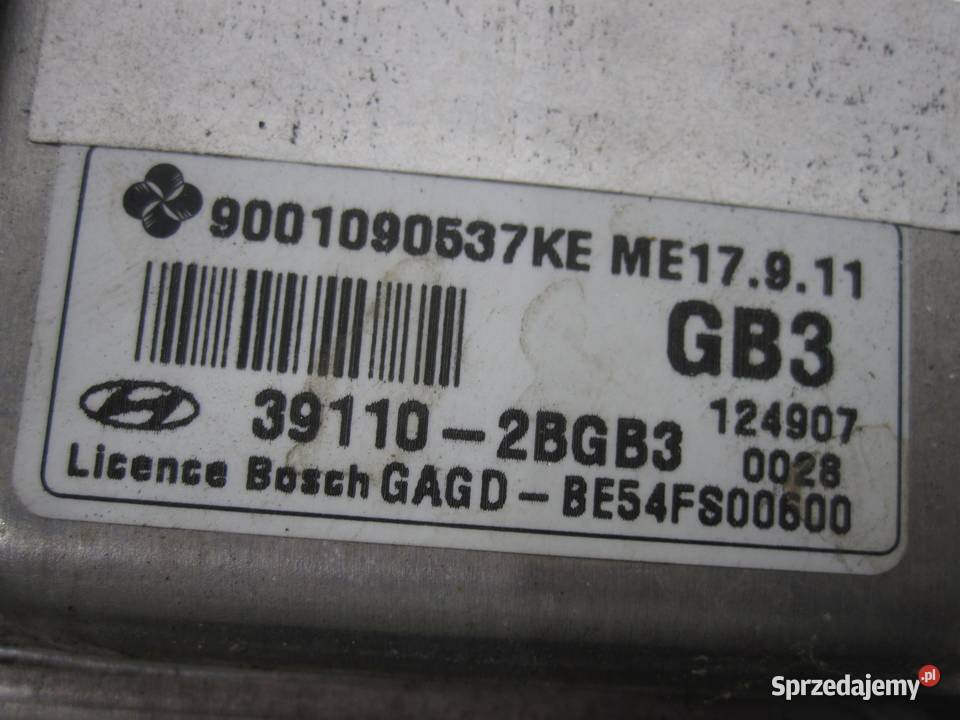 9001090537KE ME17.9.11
GB3
39110-2BGB3 124907
0028
Licence Bosch GAGD-BE54FS00600
Sprzedajemy.pl